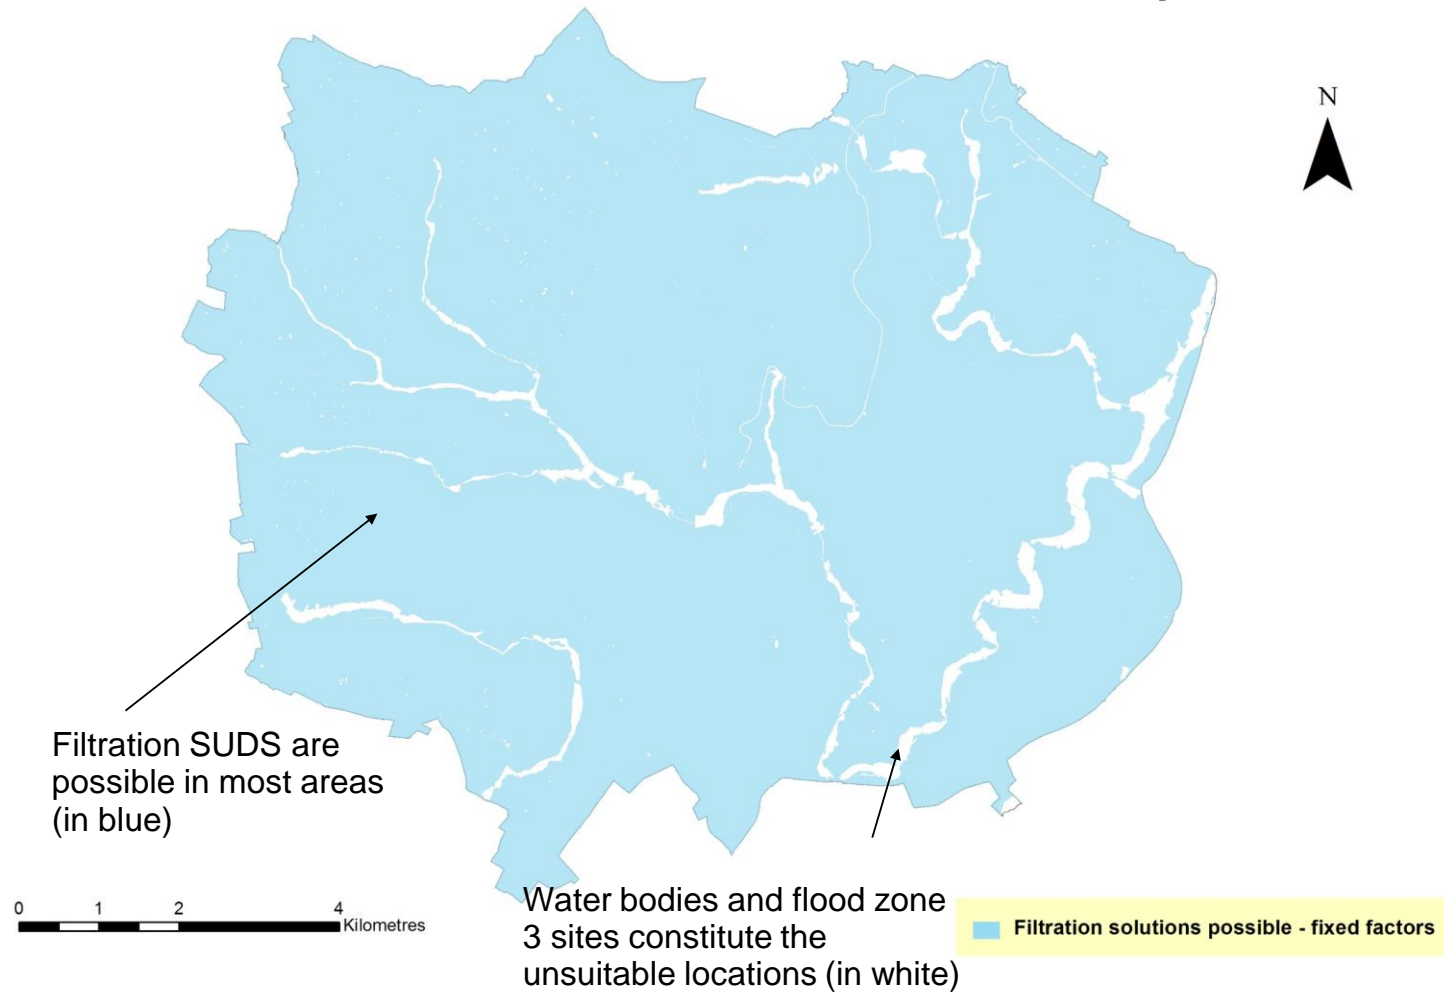 N
Filtration SUDS are
possible in most areas
(in blue)
0 1 2 4
Kilometres
Water bodies and flood zone
3 sites constitute the
unsuitable locations (in white)
Filtration solutions possible - fixed factors